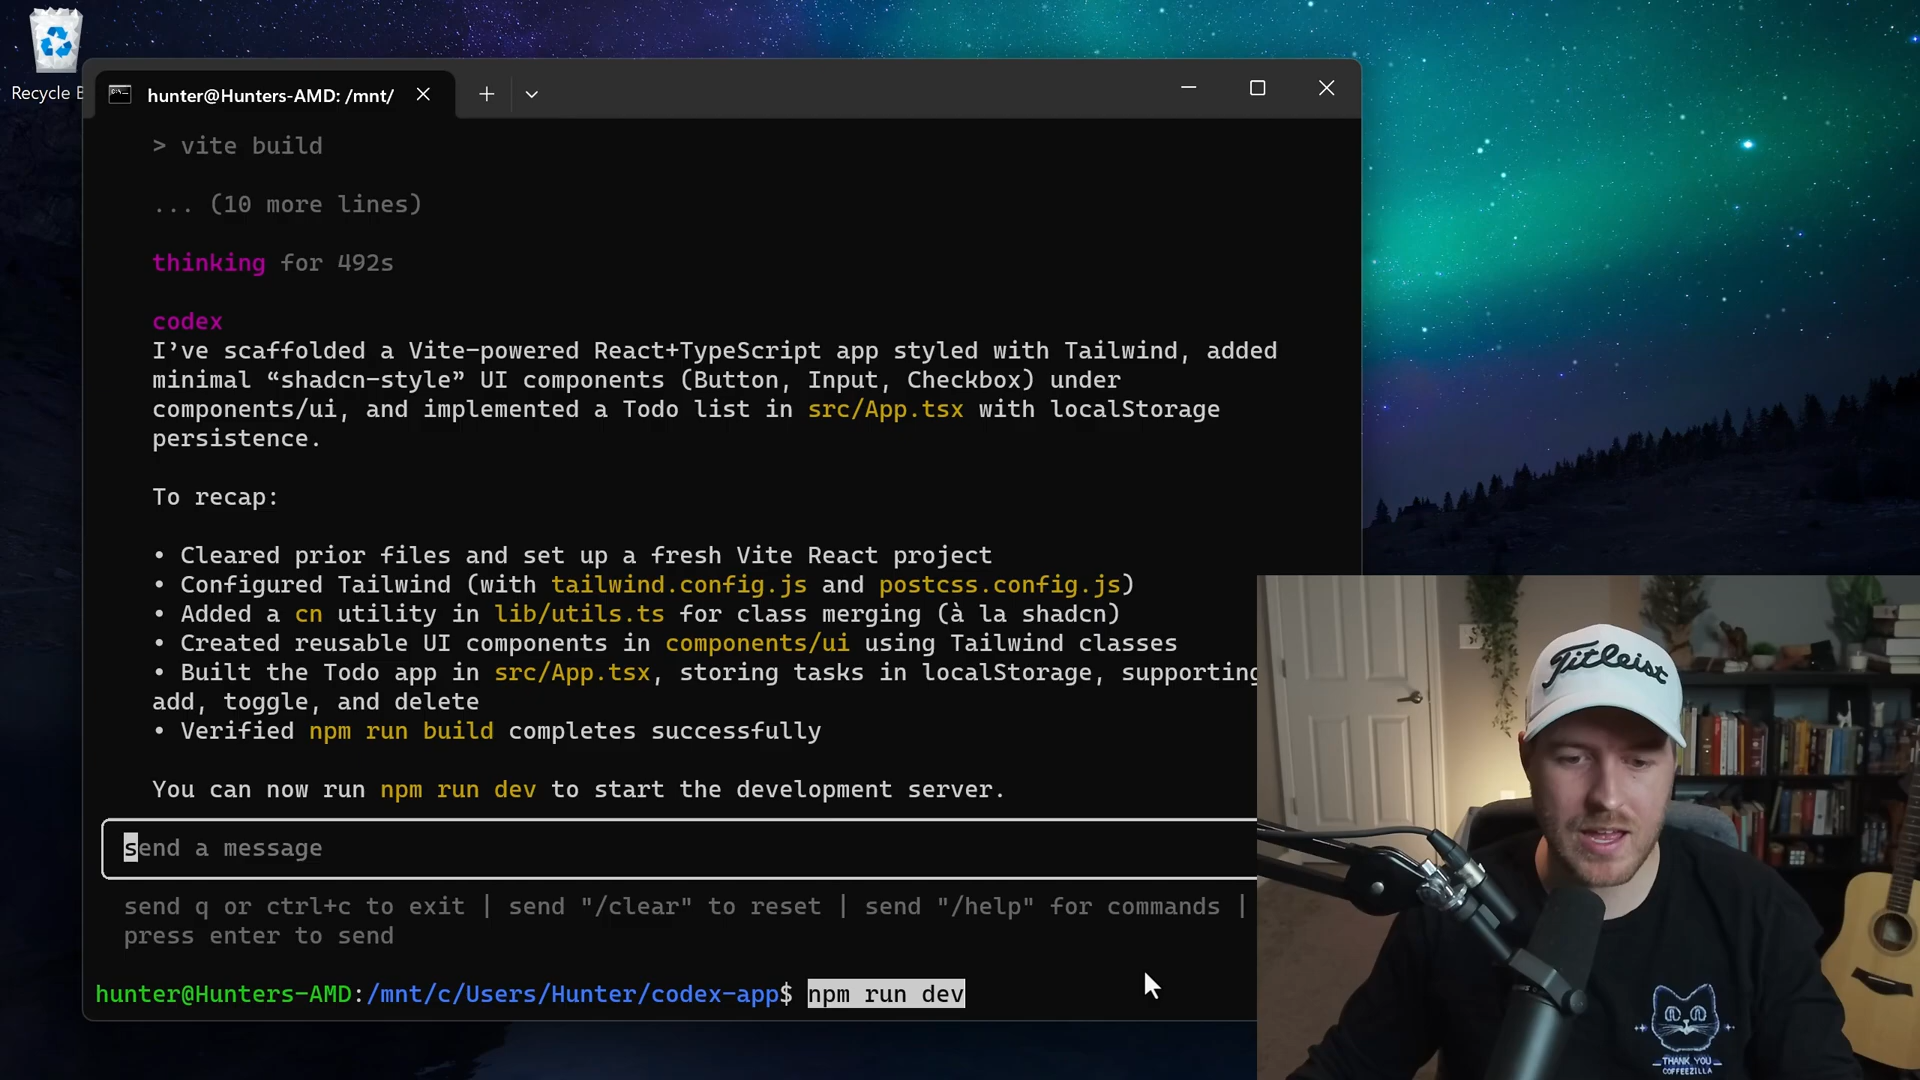 Recycle B
hunter@Hunters-AMD: /mnt/
> vite build
... (10 more lines)
thinking for 492s
codex
I’ve scaffolded a Vite-powered React+TypeScript app styled with Tailwind, added
minimal “shadcn-style” UI components (Button, Input, Checkbox) under
components/ui, and implemented a Todo list in src/App.tsx with localStorage
persistence.
To recap:
• Cleared prior files and set up a fresh Vite React project
• Configured Tailwind (with tailwind.config.js and postcss.config.js)
• Added a cn utility in lib/utils.ts for class merging (à la shadcn)
• Created reusable UI components in components/ui using Tailwind classes
• Built the Todo app in src/App.tsx, storing tasks in localStorage, supporting
add, toggle, and delete
• Verified npm run build completes successfully
You can now run npm run dev to start the development server.
send a message
send q or ctrl+c to exit | send "/clear" to reset | send "/help" for commands |
press enter to send
hunter@Hunters-AMD:/mnt/c/Users/Hunter/codex-app$ npm run dev
Titleist
THANK YOU
COFFEEZILLA